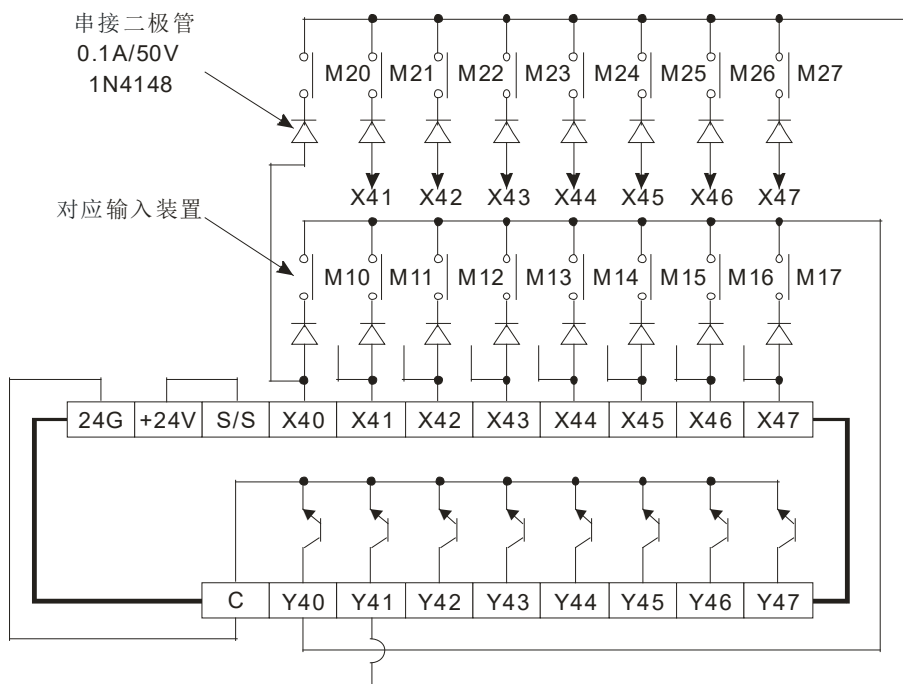 串接二极管
0.1A/50V
1N4148
M20 M21 M22 M23 M24 M25 M26 M27
X41 X42 X43 X44 X45 X46 X47
对应输入装置
M10 M11 M12 M13 M14 M15 M16 M17
24G +24V S/S X40 X41 X42 X43 X44 X45 X46 X47
C Y40 Y41 Y42 Y43 Y44 Y45 Y46 Y47